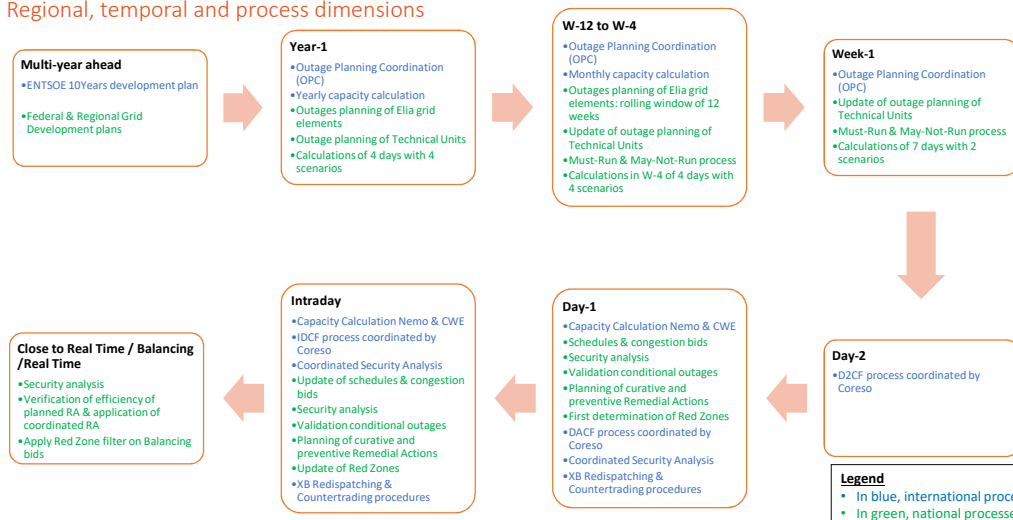 Regional, temporal and process dimensions
Multi-year ahead
•ENTSOE 10Years development plan
•Federal & Regional Grid
Development plans
Year-1
•Outage Planning Coordination
(OPC)
•Yearly capacity calculation
•Outages planning of Elia grid
elements
•Outage planning of Technical Units
•Calculations of 4 days with 4
scenarios
W-12 to W-4
•Outage Planning Coordination
(OPC)
•Monthly capacity calculation
•Outages planning of Elia grid
elements: rolling window of 12
weeks
•Update of outage planning of
Technical Units
•Must-Run & May-Not-Run process
•Calculations in W-4 of 4 days with
4 scenarios
Week-1
•Outage Planning Coordination
(OPC)
•Update of outage planning of
Technical Units
•Must-Run & May-Not-Run process
•Calculations of 7 days with 2
scenarios
Day-2
•D2CF process coordinated by
Coreso
Day-1
•Capacity Calculation Nemo & CWE
•Schedules & congestion bids
•Security analysis
•Validation conditional outages
•Planning of curative and
preventive Remedial Actions
•First determination of Red Zones
•DACF process coordinated by
Coreso
•Coordinated Security Analysis
•XB Redispatching &
Countertrading procedures
Intraday
•Capacity Calculation Nemo & CWE
•IDCF process coordinated by
Coreso
•Coordinated Security Analysis
•Update of schedules & congestion
bids
•Security analysis
•Validation conditional outages
•Planning of curative and
preventive Remedial Actions
•Update of Red Zones
•XB Redispatching &
Countertrading procedures
Close to Real Time / Balancing
/Real Time
•Security analysis
•Verification of efficiency of
planned RA & application of
coordinated RA
•Apply Red Zone filter on Balancing
bids
Legend
• In blue, international proce
• In green, national processe